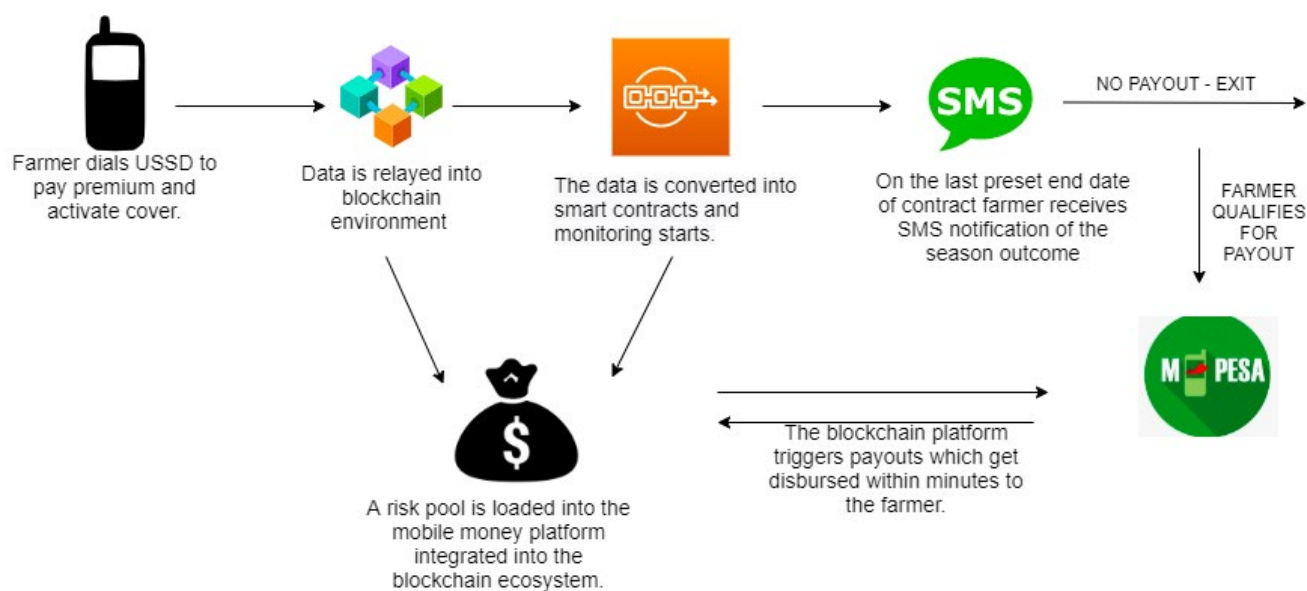 Farmer dials USSD to
pay premium and
activate cover.
Data is relayed into
blockchain
environment
The data is converted into
smart contracts and
monitoring starts.
SMS
On the last preset end date
of contract farmer receives
SMS notification of the
season outcome
NO PAYOUT - EXIT
FARMER
QUALIFIES
FOR
PAYOUT
M PESA
$
A risk pool is loaded into the
mobile money platform
integrated into the
blockchain ecosystem.
The blockchain platform
triggers payouts which get
disbursed within minutes to
the farmer.